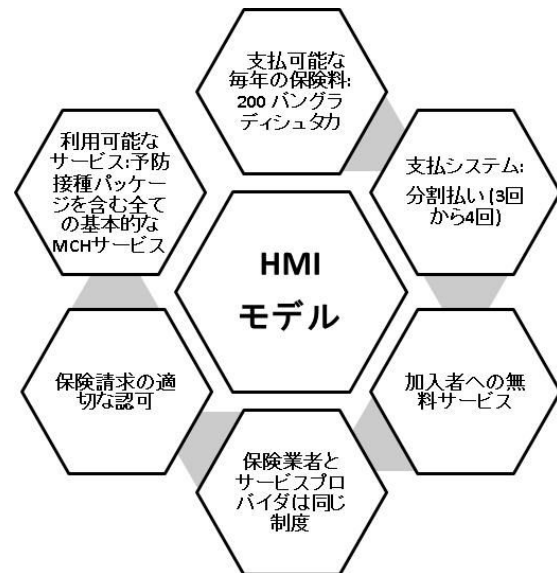 支払可能な
毎年の保険料:
200 バングラ
ディシュタカ
支払システム:
分割払い (3回
から4回)
加入者への無
料サービス
保険業者と
サービスプロ
バイダは同じ
制度
保険請求の適
切な認可
利用可能な
サービス:予防
接種パッケー
ジを含む全て
の基本的な
MCHサービス
HMI
モデル